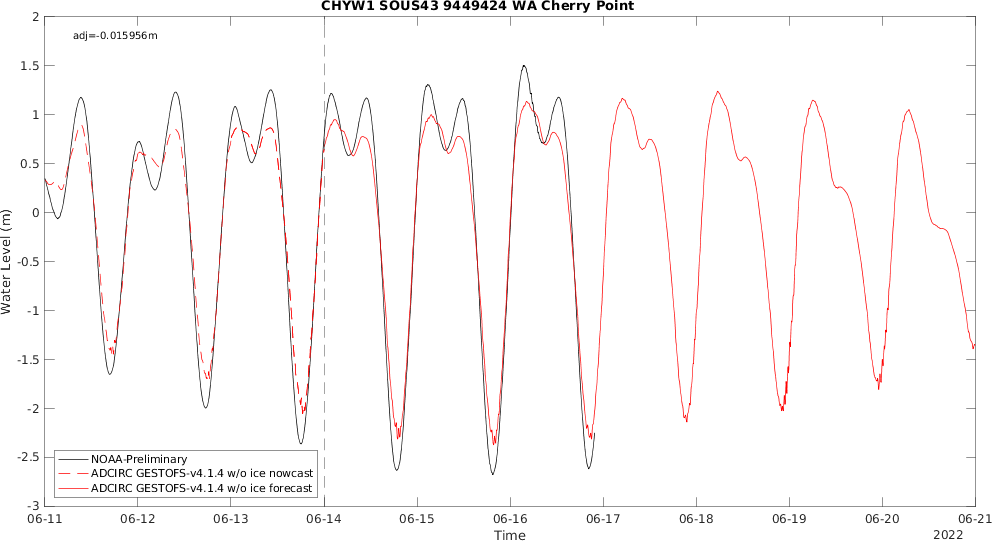 CHYW1 SOUS43 9449424 WA Cherry Point
adj=-0.015956m
2
1.5
1
0.5
0
-0.5
-1
-1.5
-2
-2.5
-3
Water Level (m)
NOAA-Preliminary
ADCIRC GESTOFS-v4.1.4 w/o ice nowcast
ADCIRC GESTOFS-v4.1.4 w/o ice forecast
06-11 06-12 06-13 06-14 06-15 06-16 06-17 06-18 06-19 06-20 06-21
Time
2022